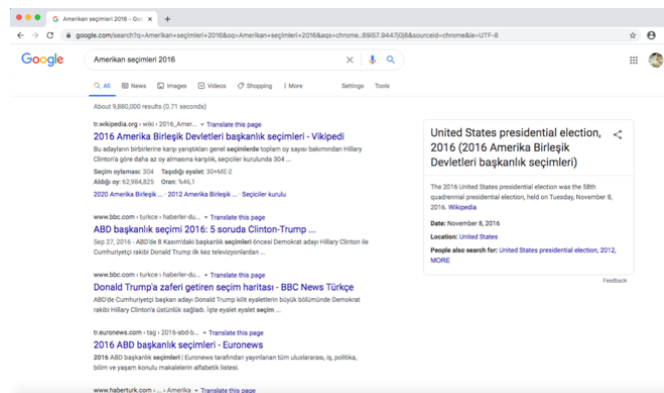 Amerikan seçimleri 2016 - Goo
google.com/search?q=Amerikan+seçimleri+2016&oq=Amerikan+seçimleri+2016&aqs=chrome..69i57.9447j0j8&sourceid=chrome&ie=UTF-8
Google
Amerikan seçimleri 2016
All News Images Videos Shopping More Settings Tools
About 9,880,000 results (0.71 seconds)
tr.wikipedia.org › wiki › 2016_Amer... Translate this page
2016 Amerika Birleşik Devletleri başkanlık seçimleri - Vikipedi
Bu adayların birbirlerine karşı yarıştıkları genel seçimlerde toplam oy sayısı bakımından Hillary
Clinton'a göre daha az oy almasına karşılık, seçiciler kurulunda 304 ...
Seçim oylaması: 304 Taşıdığı eyalet: 30+ME-2
Aldığı oy: 62,984,825 Oran: %46,1
2020 Amerika Birleşik ... · 2012 Amerika Birleşik ... · Seçiciler kurulu
www.bbc.com › turkce › haberler-du... Translate this page
ABD başkanlık seçimi 2016: 5 soruda Clinton-Trump ...
Sep 27, 2016 - ABD'de 8 Kasım'daki başkanlık seçimleri öncesi Demokrat adayı Hillary Clinton ile
Cumhuriyetçi rakibi Donald Trump ilk kez televizyonlardan ...
www.bbc.com › turkce › haberler-du... Translate this page
Donald Trump'a zaferi getiren seçim haritası - BBC News Türkçe
ABD'de Cumhuriyetçi başkan adayı Donald Trump kilit eyaletlerin büyük bölümünde Demokrat
rakibi Hillary Clinton'a üstünlük sağladı. İşte eyalet eyalet seçim ...
tr.euronews.com › tag › 2016-abd-b... Translate this page
2016 ABD başkanlık seçimleri - Euronews
2016 ABD başkanlık seçimleri | Euronews tarafından yayınlanan tüm uluslararası, iş, politika,
bilim ve yaşam konulu makalelerin alfabetik listesi.
www.haberturk.com › ... › Amerika Translate this page
United States presidential election,
2016 (2016 Amerika Birleşik
Devletleri başkanlık seçimleri)
The 2016 United States presidential election was the 58th
quadrennial presidential election, held on Tuesday, November 8,
2016. Wikipedia
Date: November 8, 2016
Location: United States
People also search for: United States presidential election, 2012,
MORE
Feedback